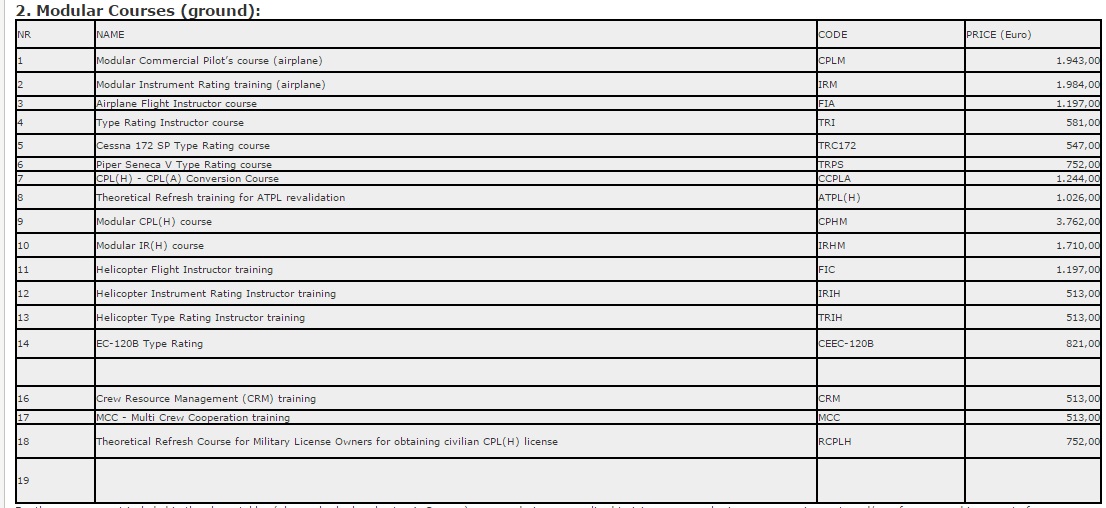 2. Modular Courses (ground):
NR NAME CODE PRICE (Euro)
1 Modular Commercial Pilot's course (airplane) CPLM 1.943,00
2 Modular Instrument Rating training (airplane) IRM 1.984,00
3 Airplane Flight Instructor course FIA 1.197,00
4 Type Rating Instructor course TRI 581,00
5 Cessna 172 SP Type Rating course TRC172 547,00
6 Piper Seneca V Type Rating course TRPS 752,00
7 CPL(H) - CPL(A) Conversion Course CCPLA 1.244,00
8 Theoretical Refresh training for ATPL revalidation ATPL(H) 1.026,00
9 Modular CPL(H) course CPHM 3.762,00
10 Modular IR(H) course IRHM 1.710,00
11 Helicopter Flight Instructor training FIC 1.197,00
12 Helicopter Instrument Rating Instructor training IRIH 513,00
13 Helicopter Type Rating Instructor training TRIH 513,00
14 EC-120B Type Rating CEEC-120B 821,00
16 Crew Resource Management (CRM) training CRM 513,00
17 MCC - Multi Crew Cooperation training MCC 513,00
18 Theoretical Refresh Course for Military License Owners for obtaining civilian CPL(H) license RCPLH 752,00
19